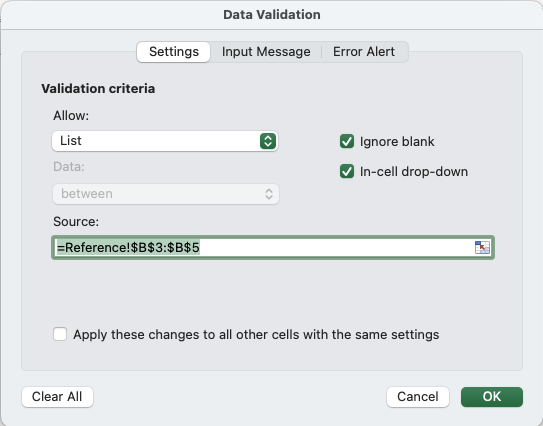 Data Validation
Settings Input Message Error Alert
Validation criteria
Allow:
List
Ignore blank
Data:
In-cell drop-down
between
Source:
=Reference!$B$3:$B$5
Apply these changes to all other cells with the same settings
Clear All Cancel OK